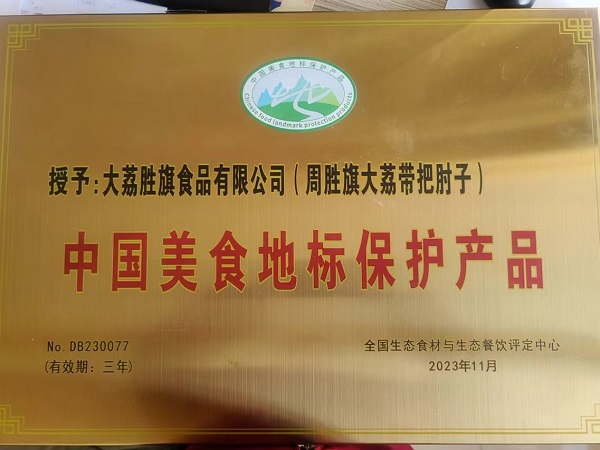 中国美食地标保护产品
Chinese food landmark protection products
授予:大荔胜旗食品有限公司(周胜旗大荔带把肘子)
中国美食地标保护产品
No.DB230077
(有效期：三年)
全国生态食材与生态餐饮评定中心
2023年11月